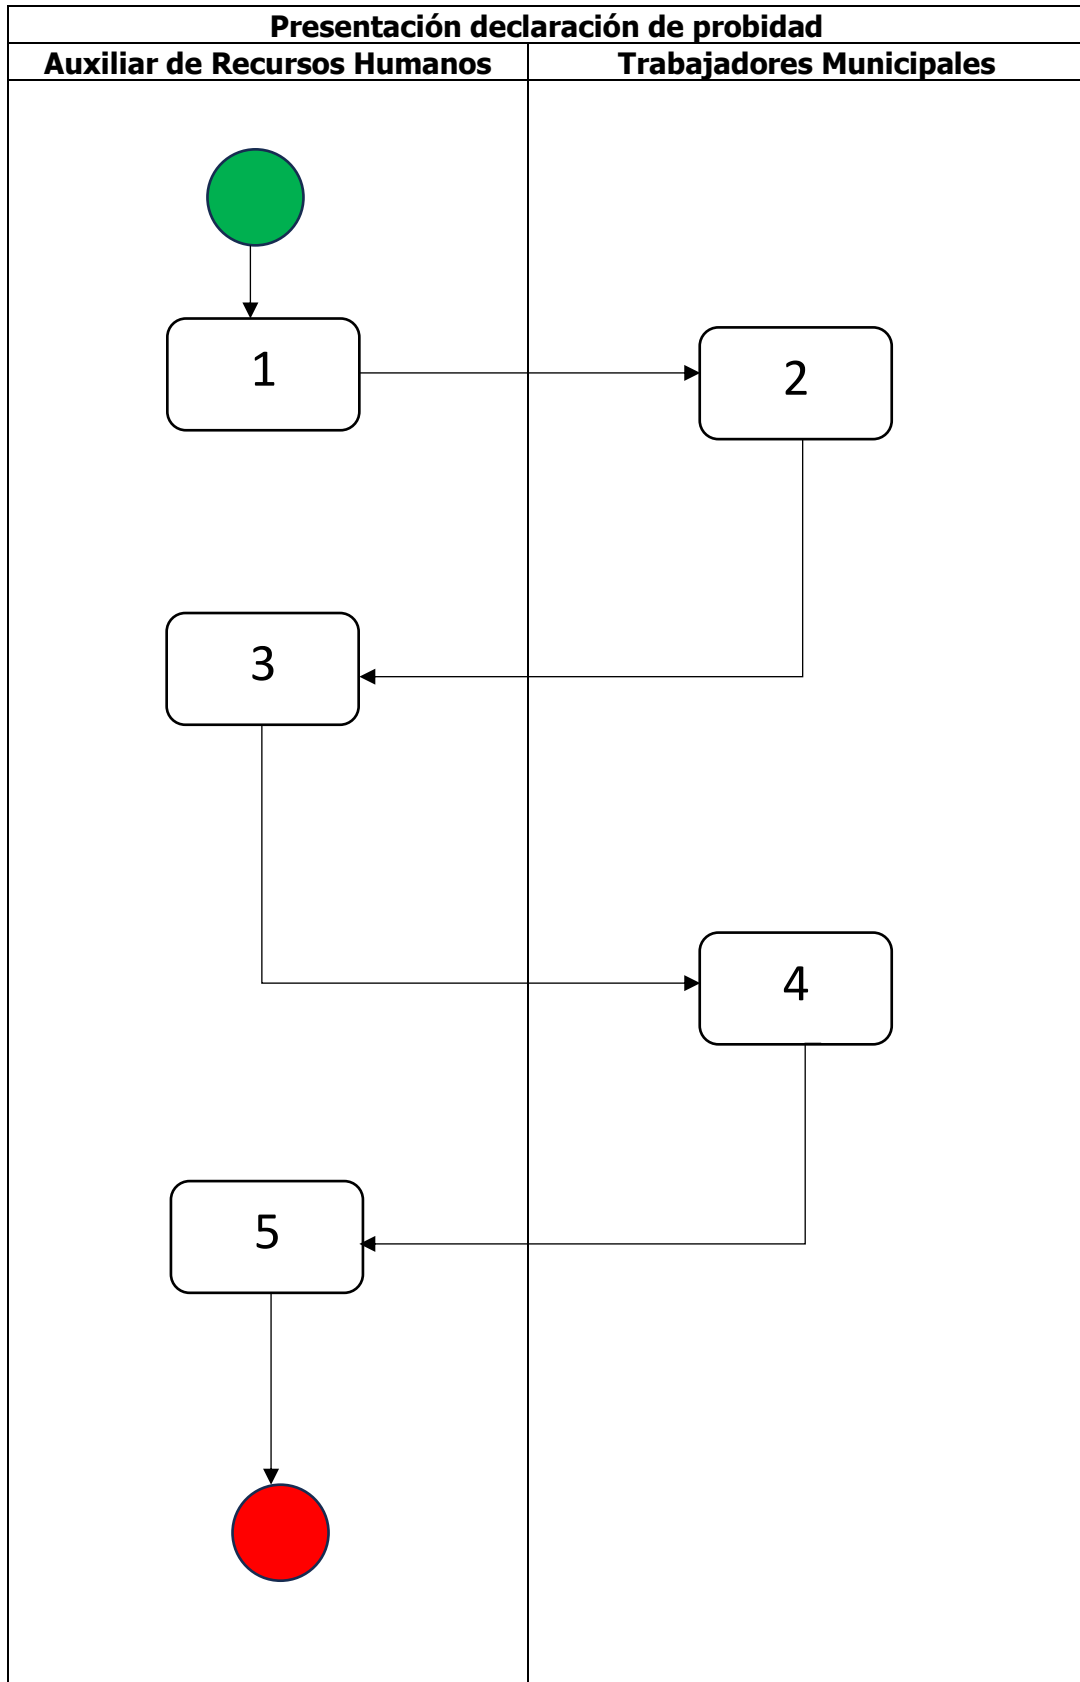 Presentación declaración de probidad
Auxiliar de Recursos Humanos
Trabajadores Municipales
1
2
3
4
5